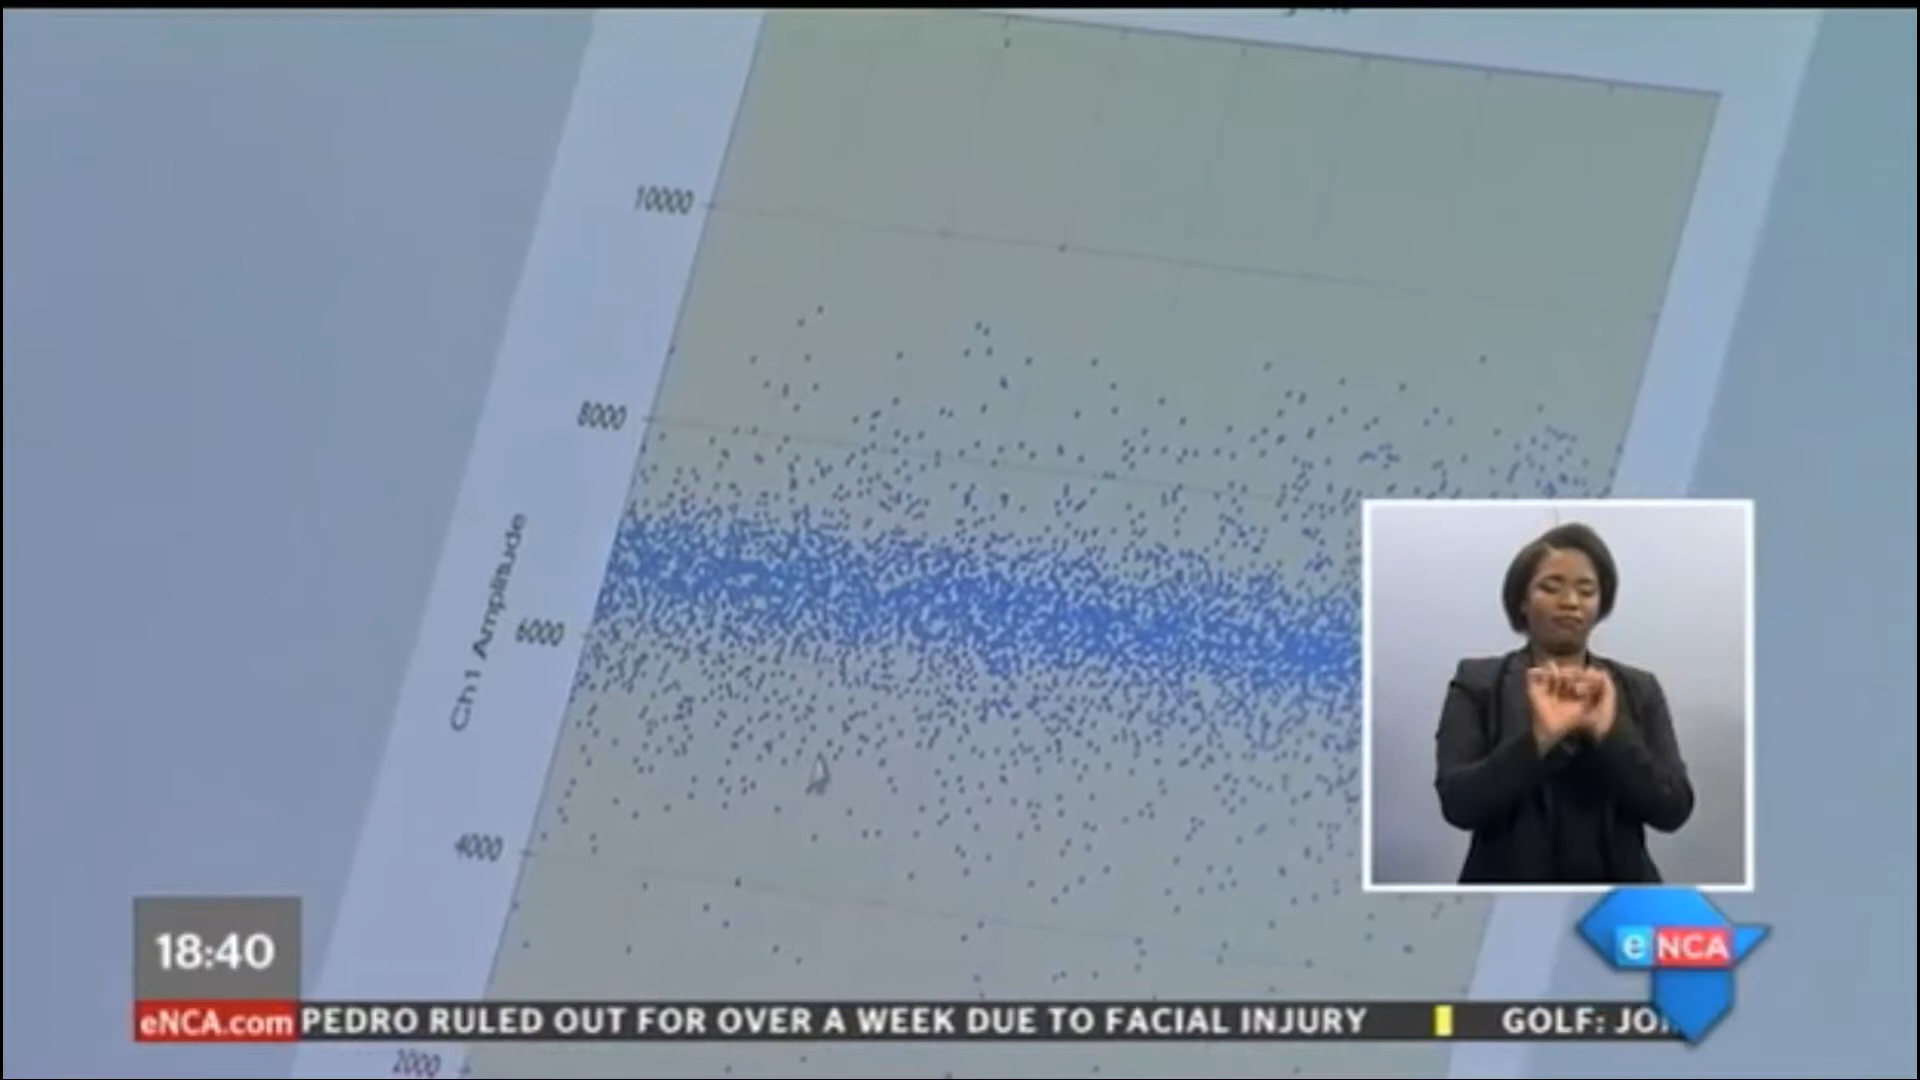 10000
8000
6000
4000
2000
Ch1 Amplitude
18:40
eNCA
eNCA.com PEDRO RULED OUT FOR OVER A WEEK DUE TO FACIAL INJURY GOLF: